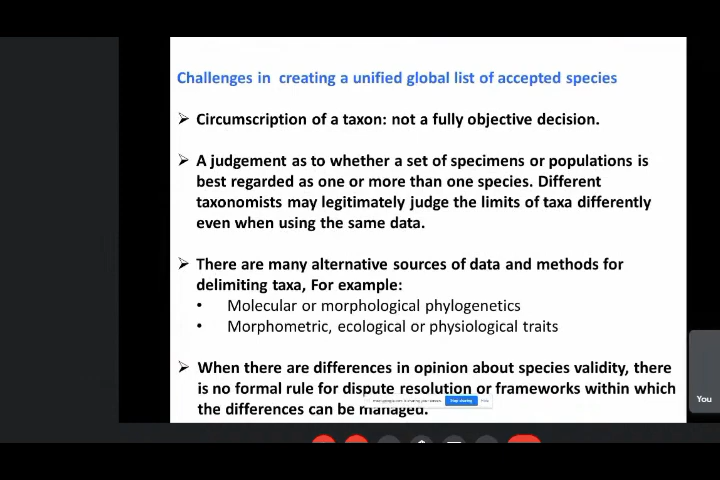 Challenges in creating a unified global list of accepted species
➢ Circumscription of a taxon: not a fully objective decision.
➢ A judgement as to whether a set of specimens or populations is
best regarded as one or more than one species. Different
taxonomists may legitimately judge the limits of taxa differently
even when using the same data.
➢ There are many alternative sources of data and methods for
delimiting taxa, For example:
• Molecular or morphological phylogenetics
• Morphometric, ecological or physiological traits
➢ When there are differences in opinion about species validity, there
is no formal rule for dispute resolution or frameworks within which
the differences can be managed.
Stop sharing
Hide
You